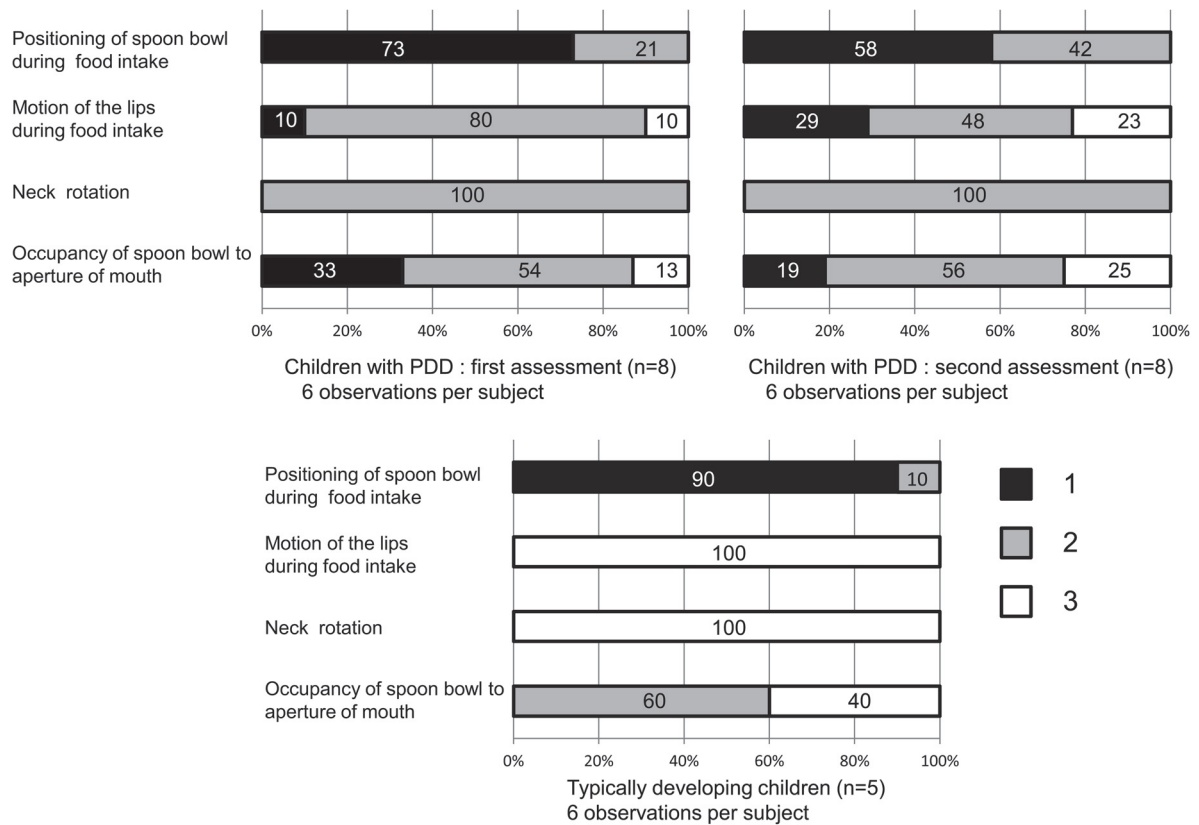 Positioning of spoon bowl
during food intake
73 21
58 42
Motion of the lips
during food intake
10 80 10
29 48 23
Neck rotation
100
100
Occupancy of spoon bowl to
aperture of mouth
33 54 13
19 56 25
0% 20% 40% 60% 80% 100%
0% 20% 40% 60% 80% 100%
Children with PDD : first assessment (n=8)
6 observations per subject
Children with PDD : second assessment (n=8)
6 observations per subject
Positioning of spoon bowl
during food intake
90 10
Motion of the lips
during food intake
100
Neck rotation
100
Occupancy of spoon bowl to
aperture of mouth
60 40
0% 20% 40% 60% 80% 100%
Typically developing children (n=5)
6 observations per subject
1
2
3